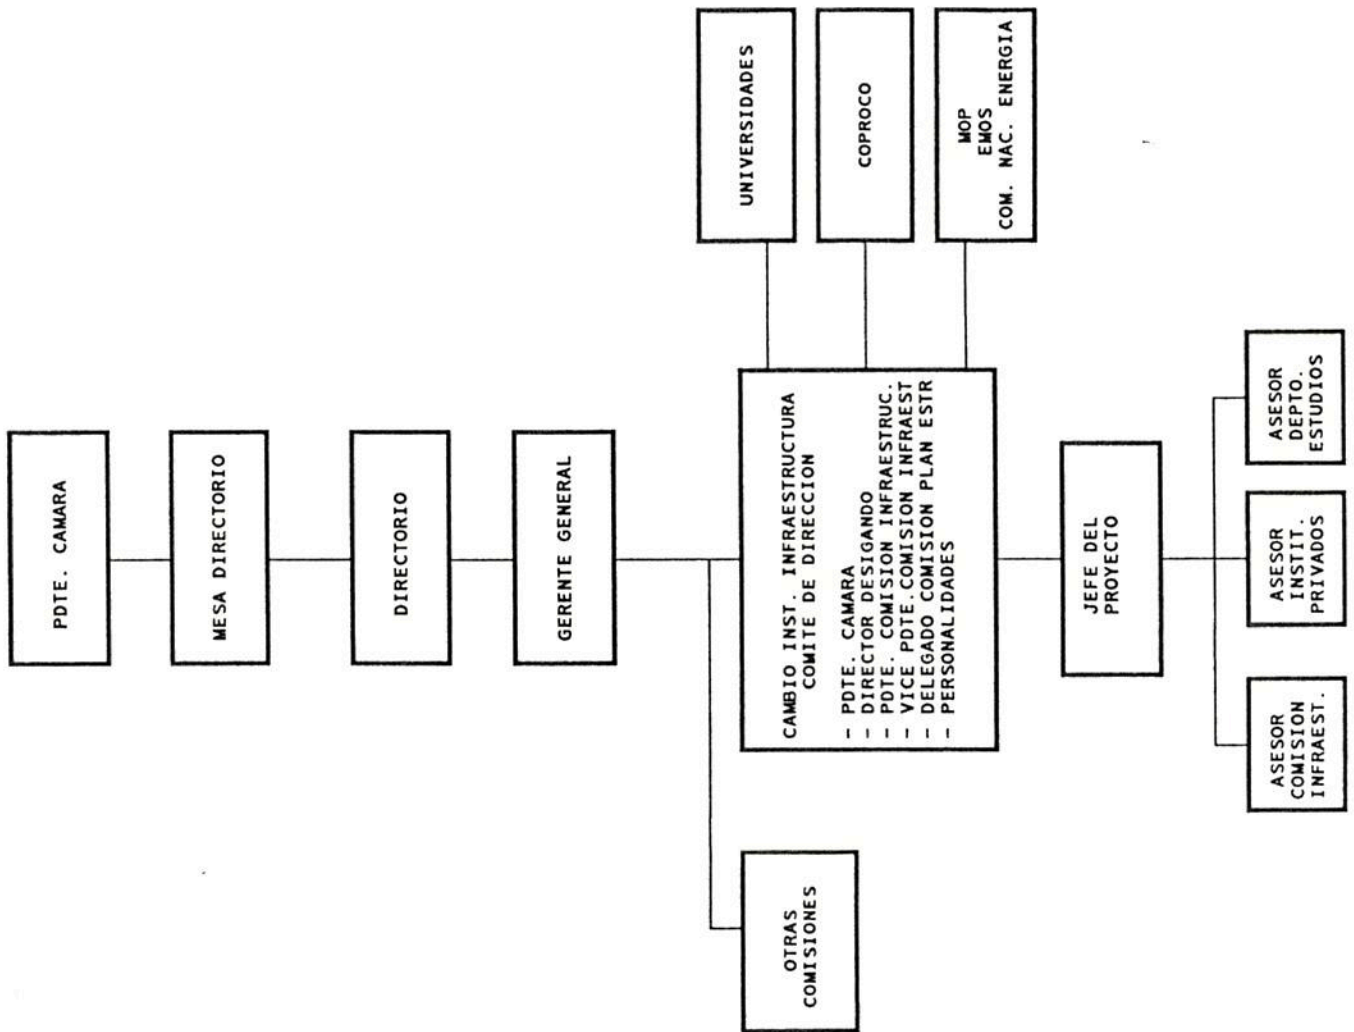 PDTE. CAMARA
MESA DIRECTORIO
DIRECTORIO
GERENTE GENERAL
OTRAS
COMISIONES
CAMBIO INST. INFRAESTRUCTURA
COMITE DE DIRECCION
- PDTE. CAMARA
- DIRECTOR DESIGANDO
- PDTE. COMISION INFRAESTRUC.
- VICE PDTE.COMISION INFRAEST
- DELEGADO COMISION PLAN ESTR
- PERSONALIDADES
UNIVERSIDADES
COPROCO
MOP
EMOS
COM. NAC. ENERGIA
JEFE DEL
PROYECTO
ASESOR
COMISION
INFRAEST.
ASESOR
INSTIT.
PRIVADOS
ASESOR
DEPTO.
ESTUDIOS